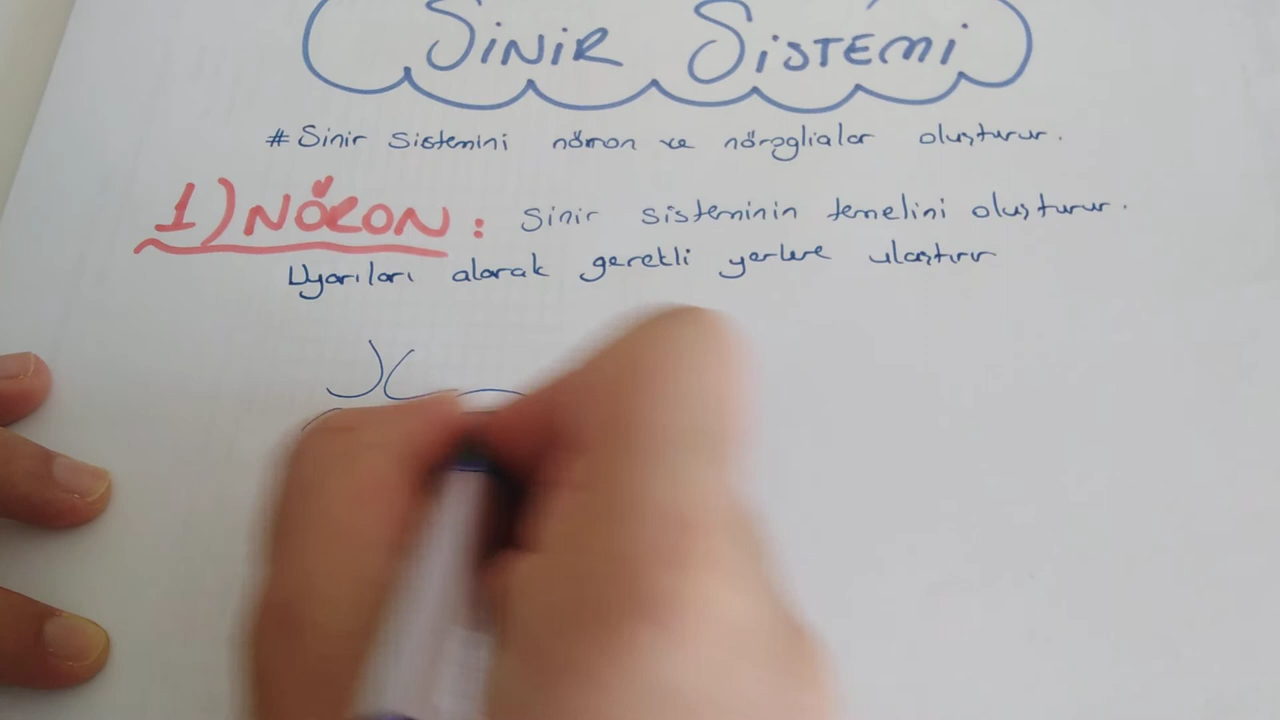 SiNiR SiSTEMi
# Sinir sistemini nöron ve nöroglialar oluşturur.
1) NÖRON : Sinir sisteminin temelini oluşturur.
Uyarıları alarak gerekli yerlere ulaştırır